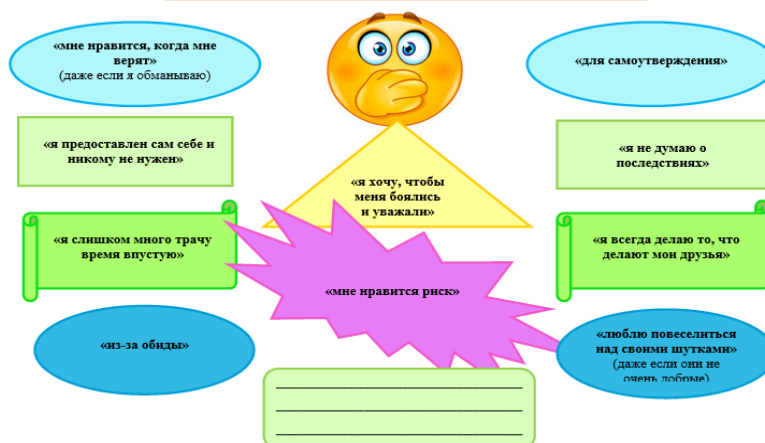 «мне нравится, когда мне
верят»
(даже если я обманываю)
«для самоутверждения»
«я предоставлен сам себе и
никому не нужен»
«я не думаю о
последствиях»
«я хочу, чтобы
меня боялись
и уважали»
«я слишком много трачу
время впустую»
«я всегда делаю то, что
делают мои друзья»
«мне нравится риск»
«из-за обиды»
«люблю повеселиться
над своими шутками»
(даже если они не
очень добрые)